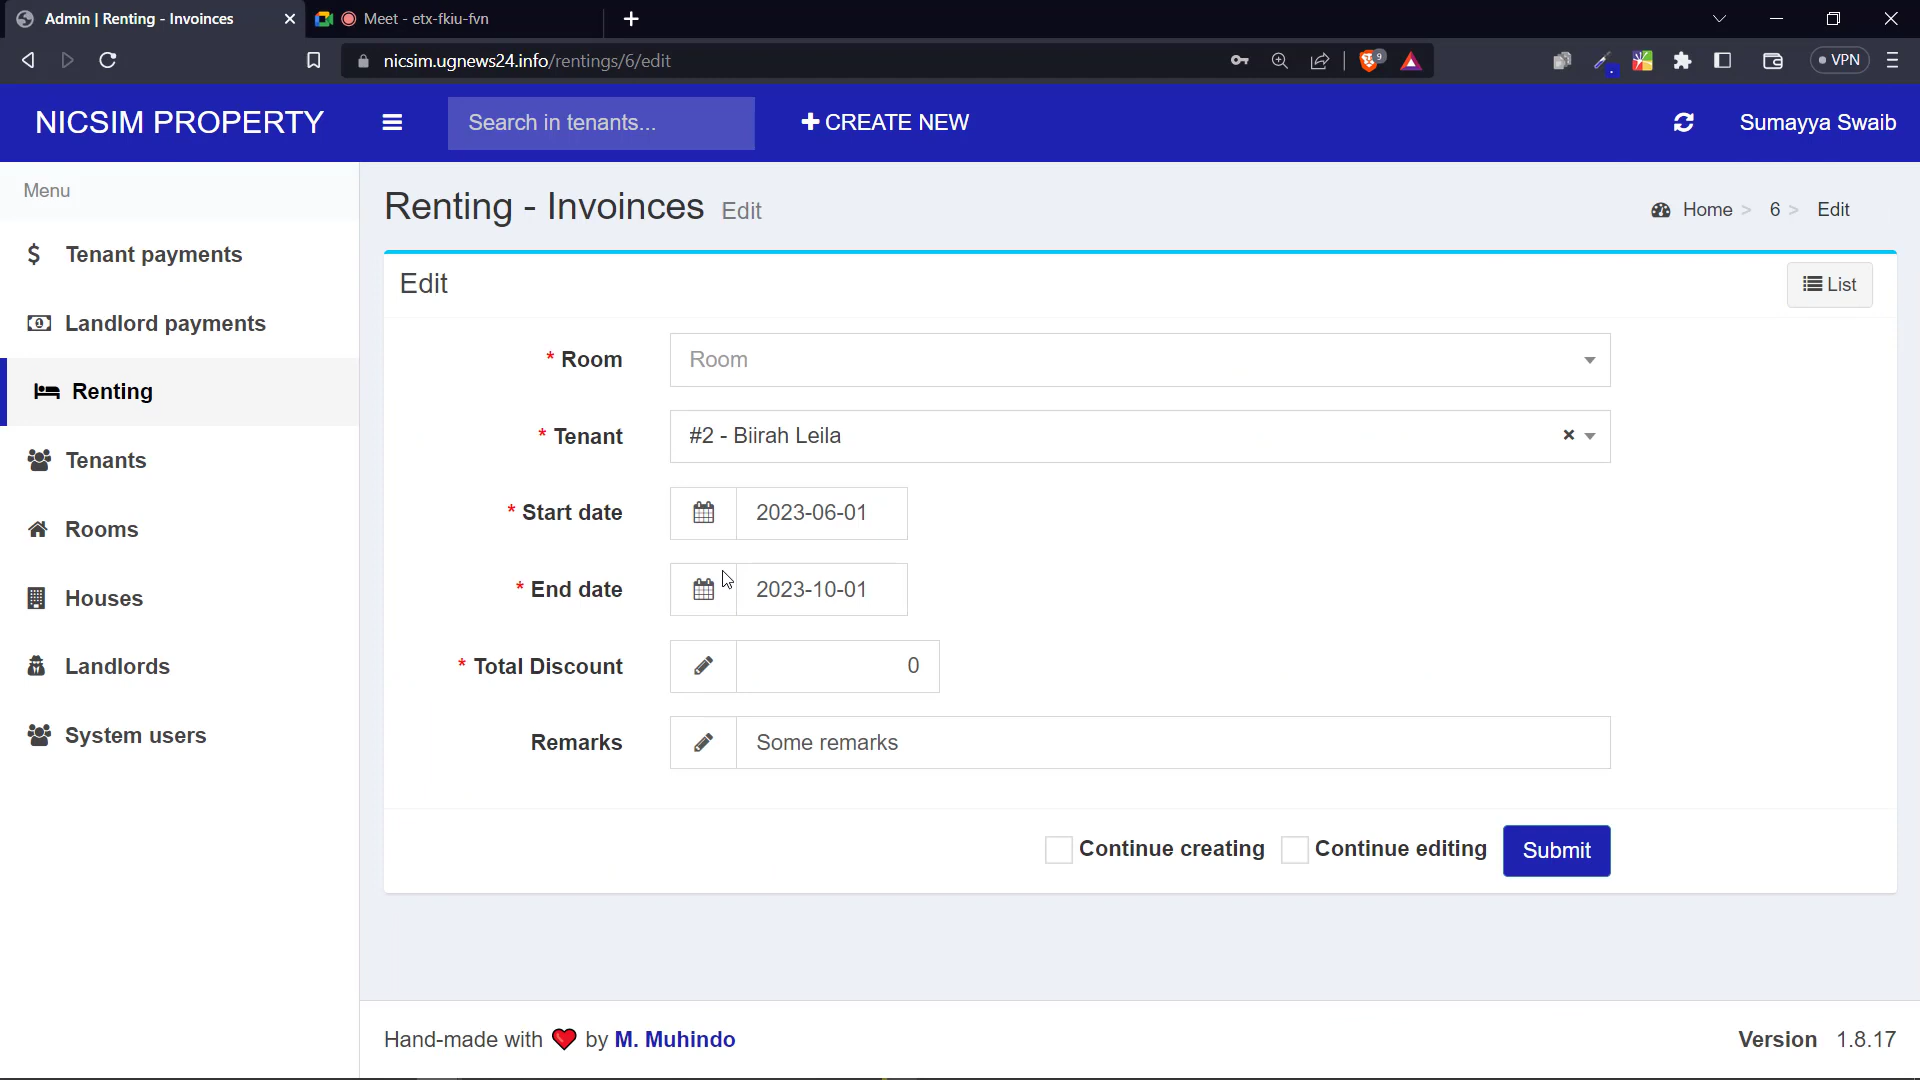 Admin | Renting - Invoinces
Meet - etx-fkiu-fvn
nicsim.ugnews24.info/rentings/6/edit
9
VPN
NICSIM PROPERTY
Search in tenants...
CREATE NEW
Sumayya Swaib
Menu
Tenant payments
Landlord payments
Renting
Tenants
Rooms
Houses
Landlords
System users
Renting - Invoinces Edit
Home > 6 > Edit
Edit
List
* Room
Room
* Tenant
#2 - Biirah Leila
* Start date
2023-06-01
* End date
2023-10-01
* Total Discount
0
Remarks
Some remarks
Continue creating
Continue editing
Submit
Hand-made with ❤ by M. Muhindo
Version 1.8.17